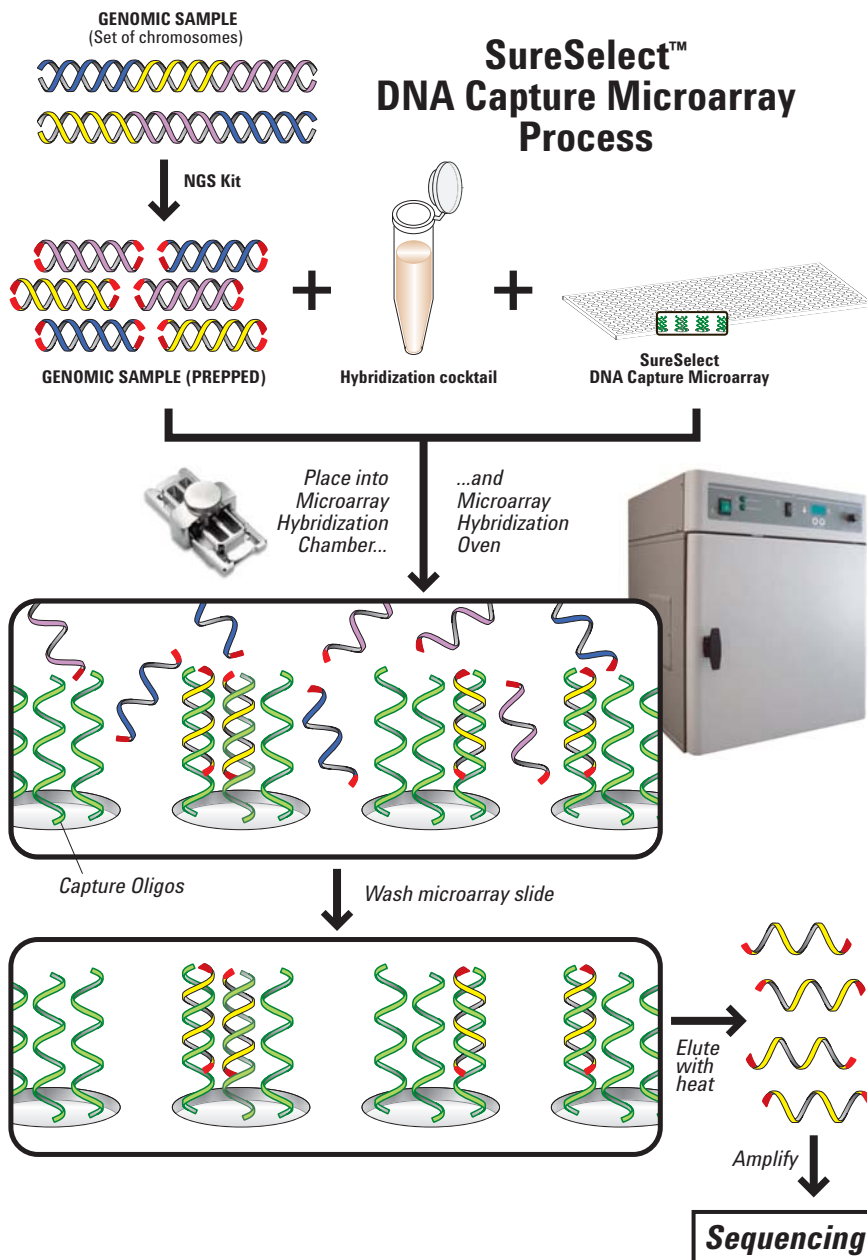 GENOMIC SAMPLE
(Set of chromosomes)
SureSelect™
DNA Capture Microarray
Process
NGS Kit
GENOMIC SAMPLE (PREPPED)
Hybridization cocktail
SureSelect
DNA Capture Microarray
Place into
Microarray
Hybridization
Chamber...
...and
Microarray
Hybridization
Oven
Capture Oligos
Wash microarray slide
Elute
with
heat
Amplify
Sequencing